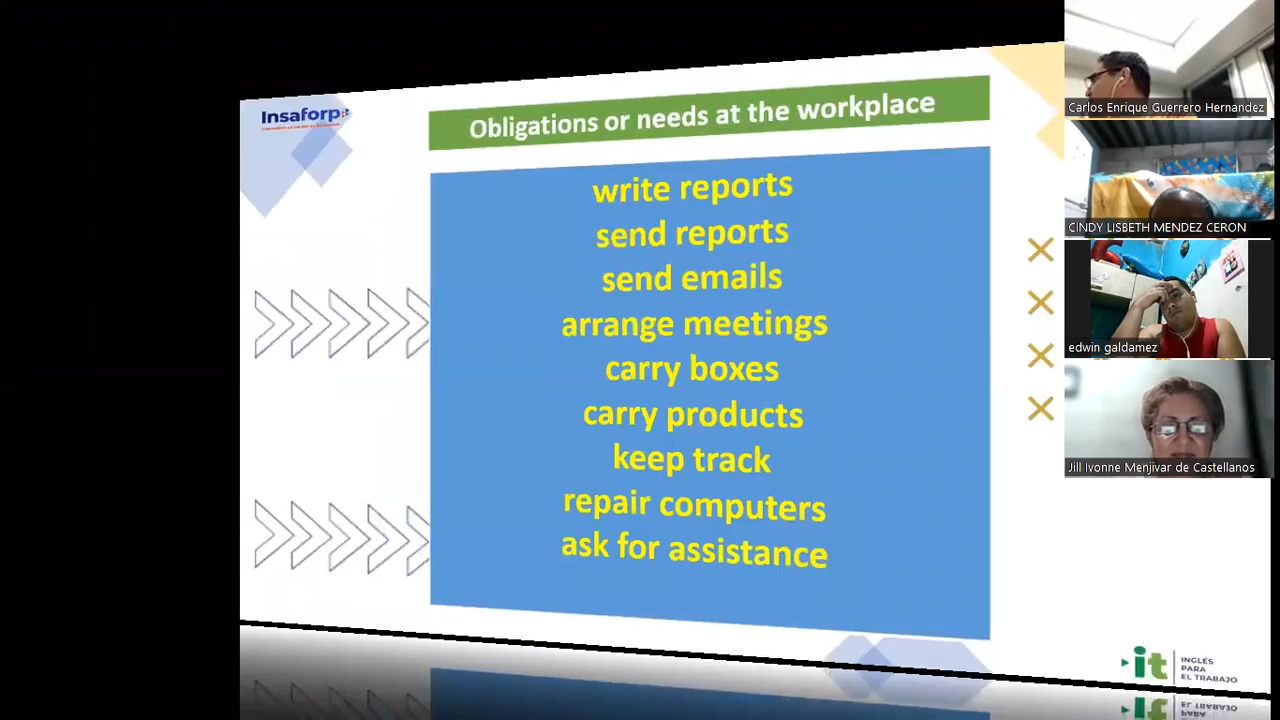 Insaforp
Obligations or needs at the workplace
write reports
send reports
send emails
arrange meetings
carry boxes
carry products
keep track
repair computers
ask for assistance
Carlos Enrique Guerrero Hernandez
CINDY LISBETH MENDEZ CERON
edwin galdamez
Jill Ivonne Menjivar de Castellanos
it
INGLÉS
PARA
EL TRABAJO